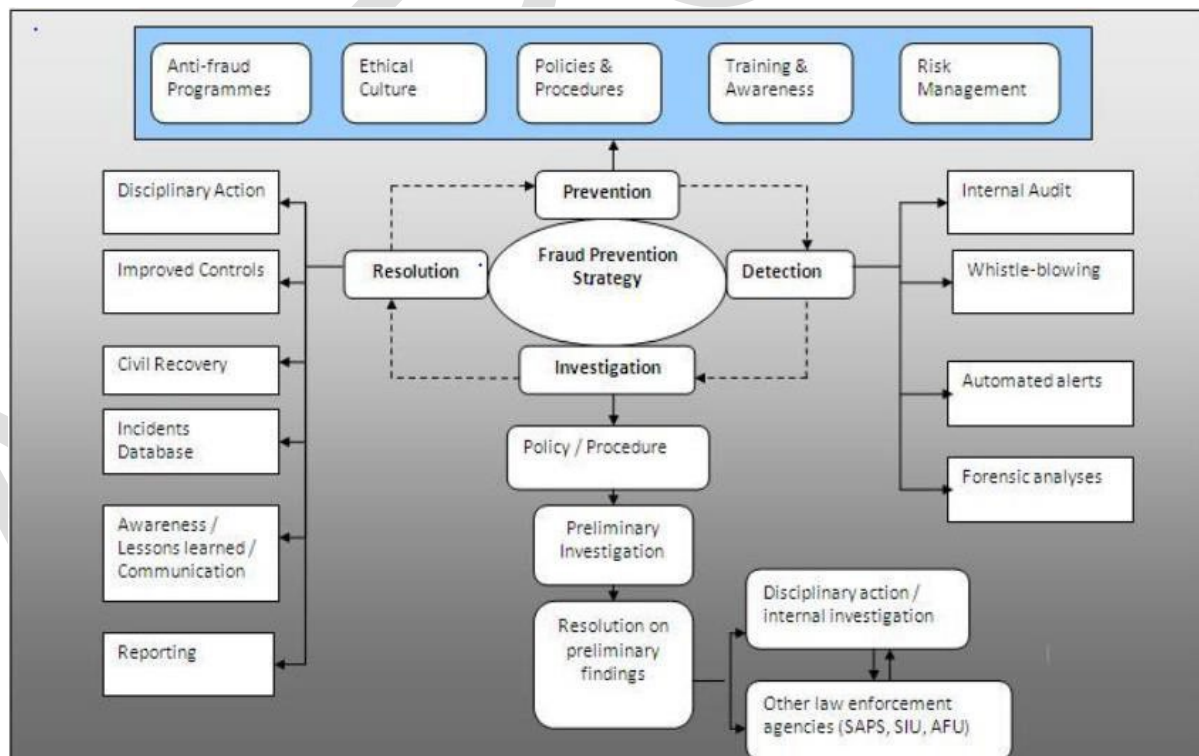 Anti-fraud
Programmes
Ethical
Culture
Policies &
Procedures
Training &
Awareness
Risk
Management
Prevention
Disciplinary Action
Internal Audit
Improved Controls
Resolution
Fraud Prevention
Strategy
Detection
Whistle-blowing
Civil Recovery
Investigation
Automated alerts
Incidents
Database
Policy / Procedure
Forensic analyses
Awareness /
Lessons learned /
Communication
Preliminary
Investigation
Disciplinary action /
internal investigation
Resolution on
preliminary
findings
Reporting
Other law enforcement
agencies (SAPS, SIU, AFU)